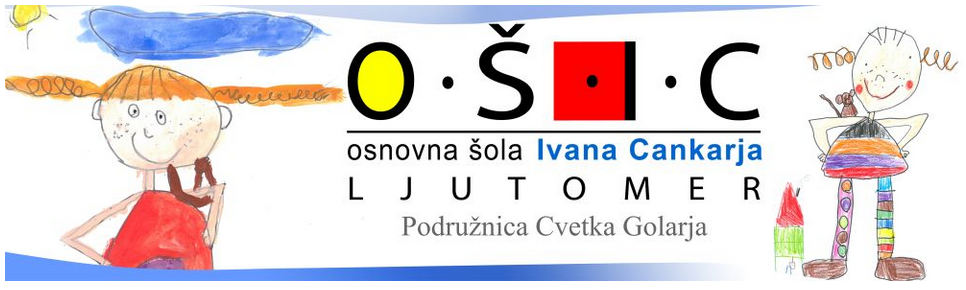 O·Š·I·C
osnovna šola Ivana Cankarja
LJUTOMER
Podružnica Cvetka Golarja